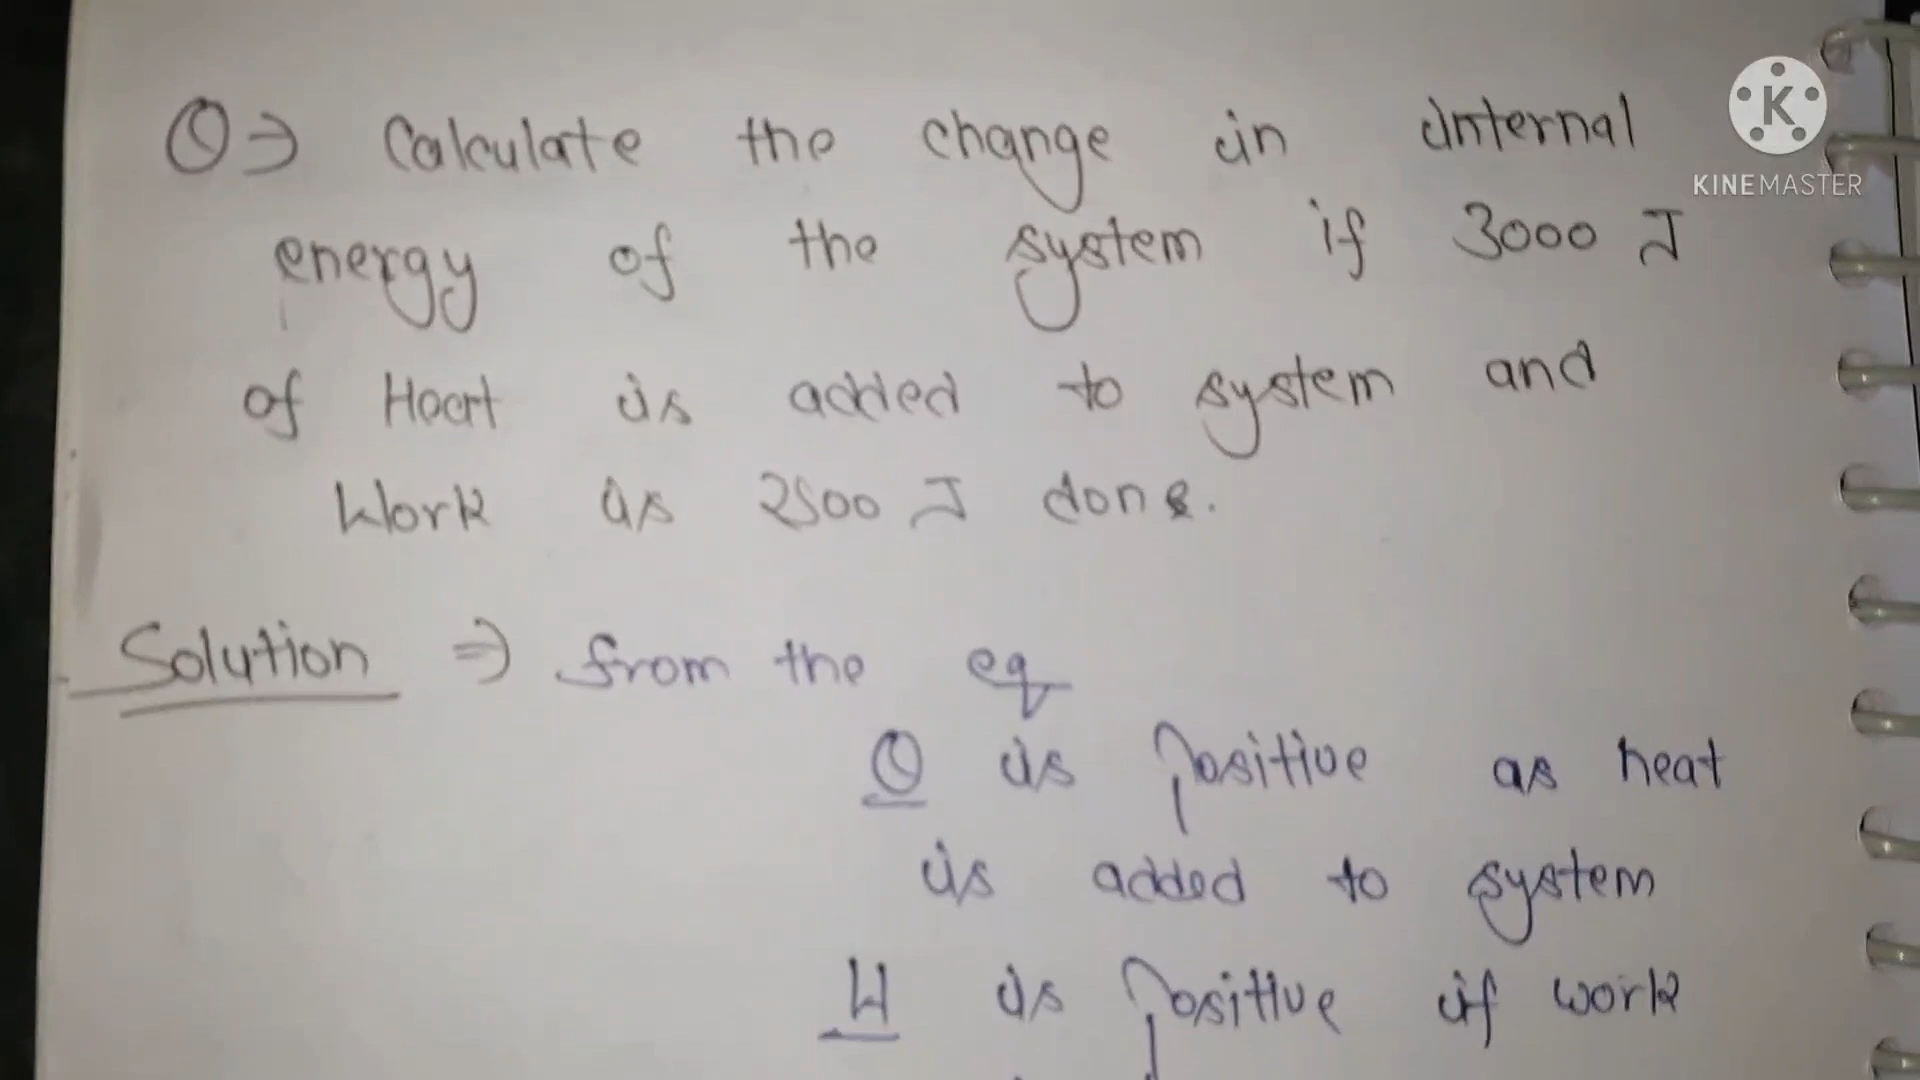 Q⇒ Calculate the change in Internal
energy of the system if 3000 J
of Heat is added to system and
Work is 2500 J done.
Solution ⇒ from the eq
Q is positive as heat
is added to system
W is positive if work
KINEMASTER